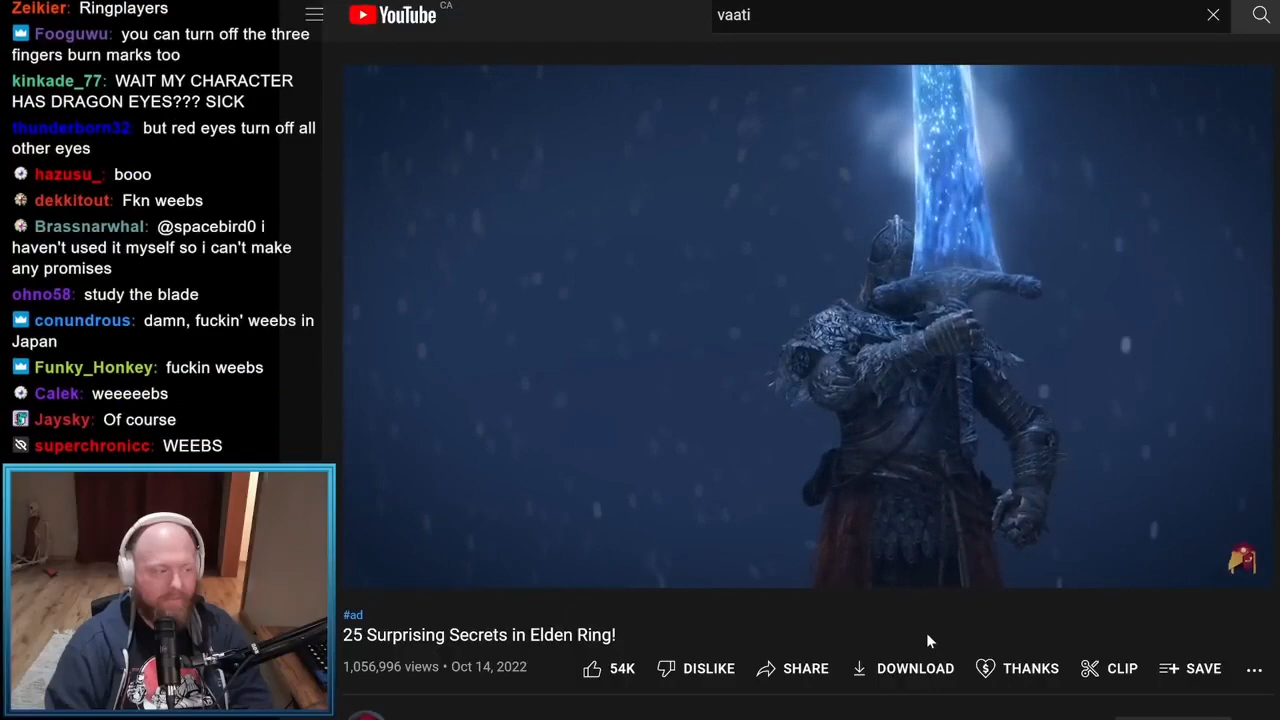 Zeikier: Ringplayers
Fooguwu: you can turn off the three
fingers burn marks too
kinkade_77: WAIT MY CHARACTER
HAS DRAGON EYES??? SICK
thunderborn32: but red eyes turn off all
other eyes
hazusu_: booo
dekkitout: Fkn weebs
Brassnarwhal: @spacebird0 i
haven't used it myself so i can't make
any promises
ohno58: study the blade
conundrous: damn, fuckin' weebs in
Japan
Funky_Honkey: fuckin weebs
Calek: weeeeebs
Jaysky: Of course
superchronicc: WEEBS
YouTube CA
vaati
#ad
25 Surprising Secrets in Elden Ring!
1,056,996 views • Oct 14, 2022
54K DISLIKE SHARE DOWNLOAD THANKS CLIP SAVE